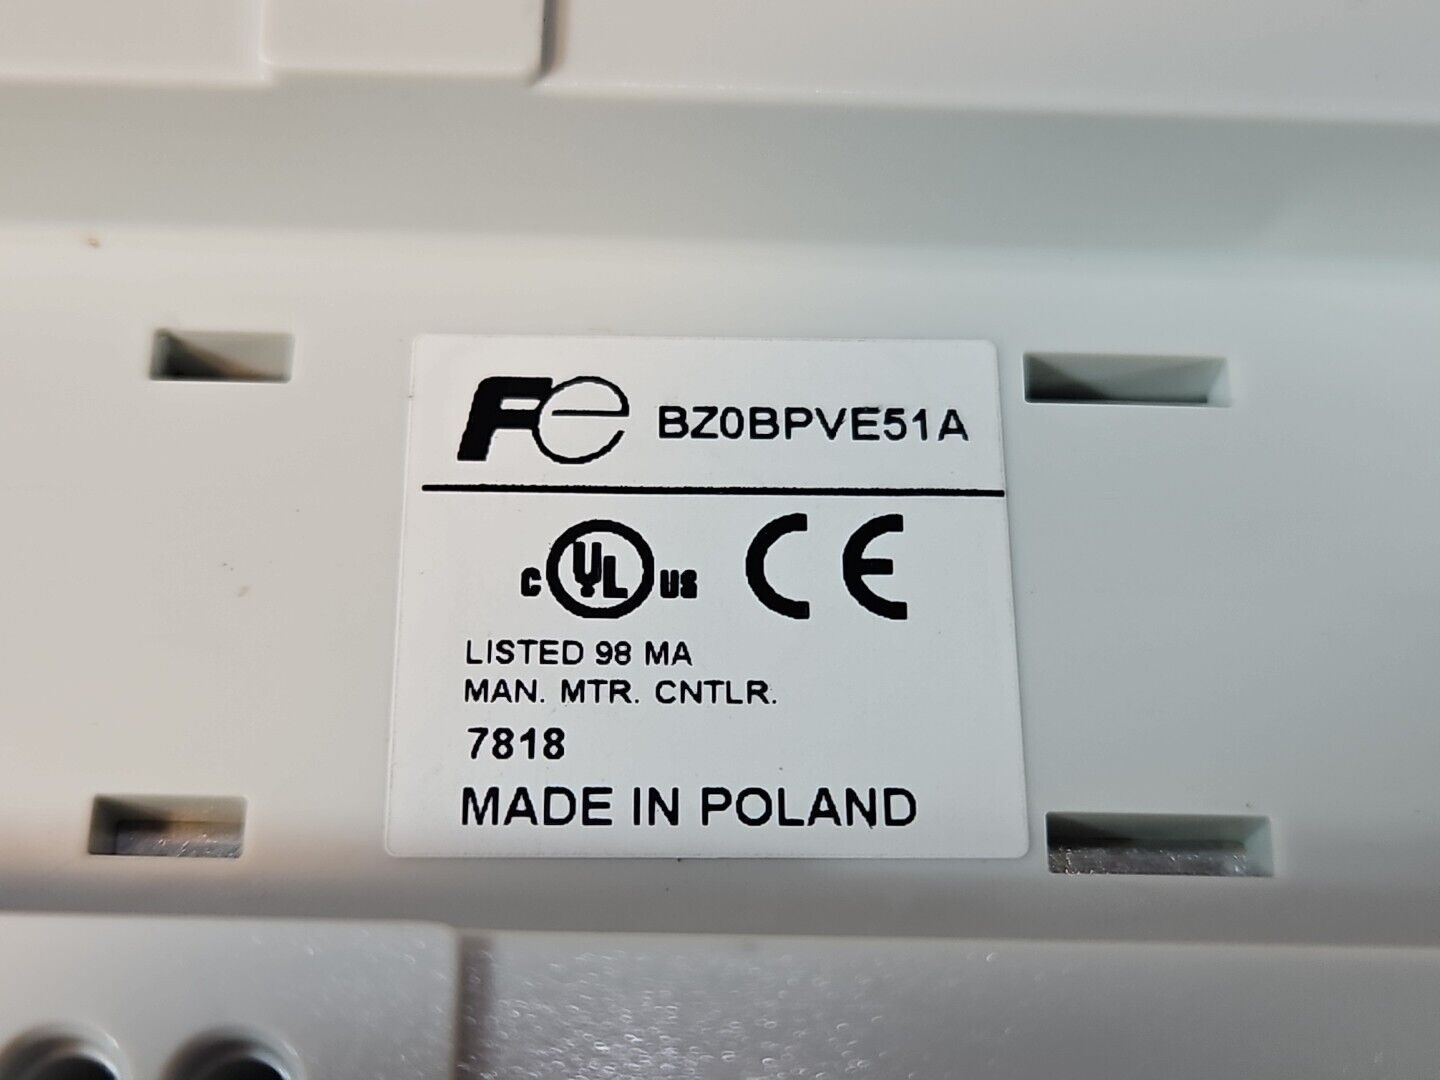 Fe BZ0BPVE51A
C UL US CE
LISTED 98 MA
MAN. MTR. CNTLR.
7818
MADE IN POLAND